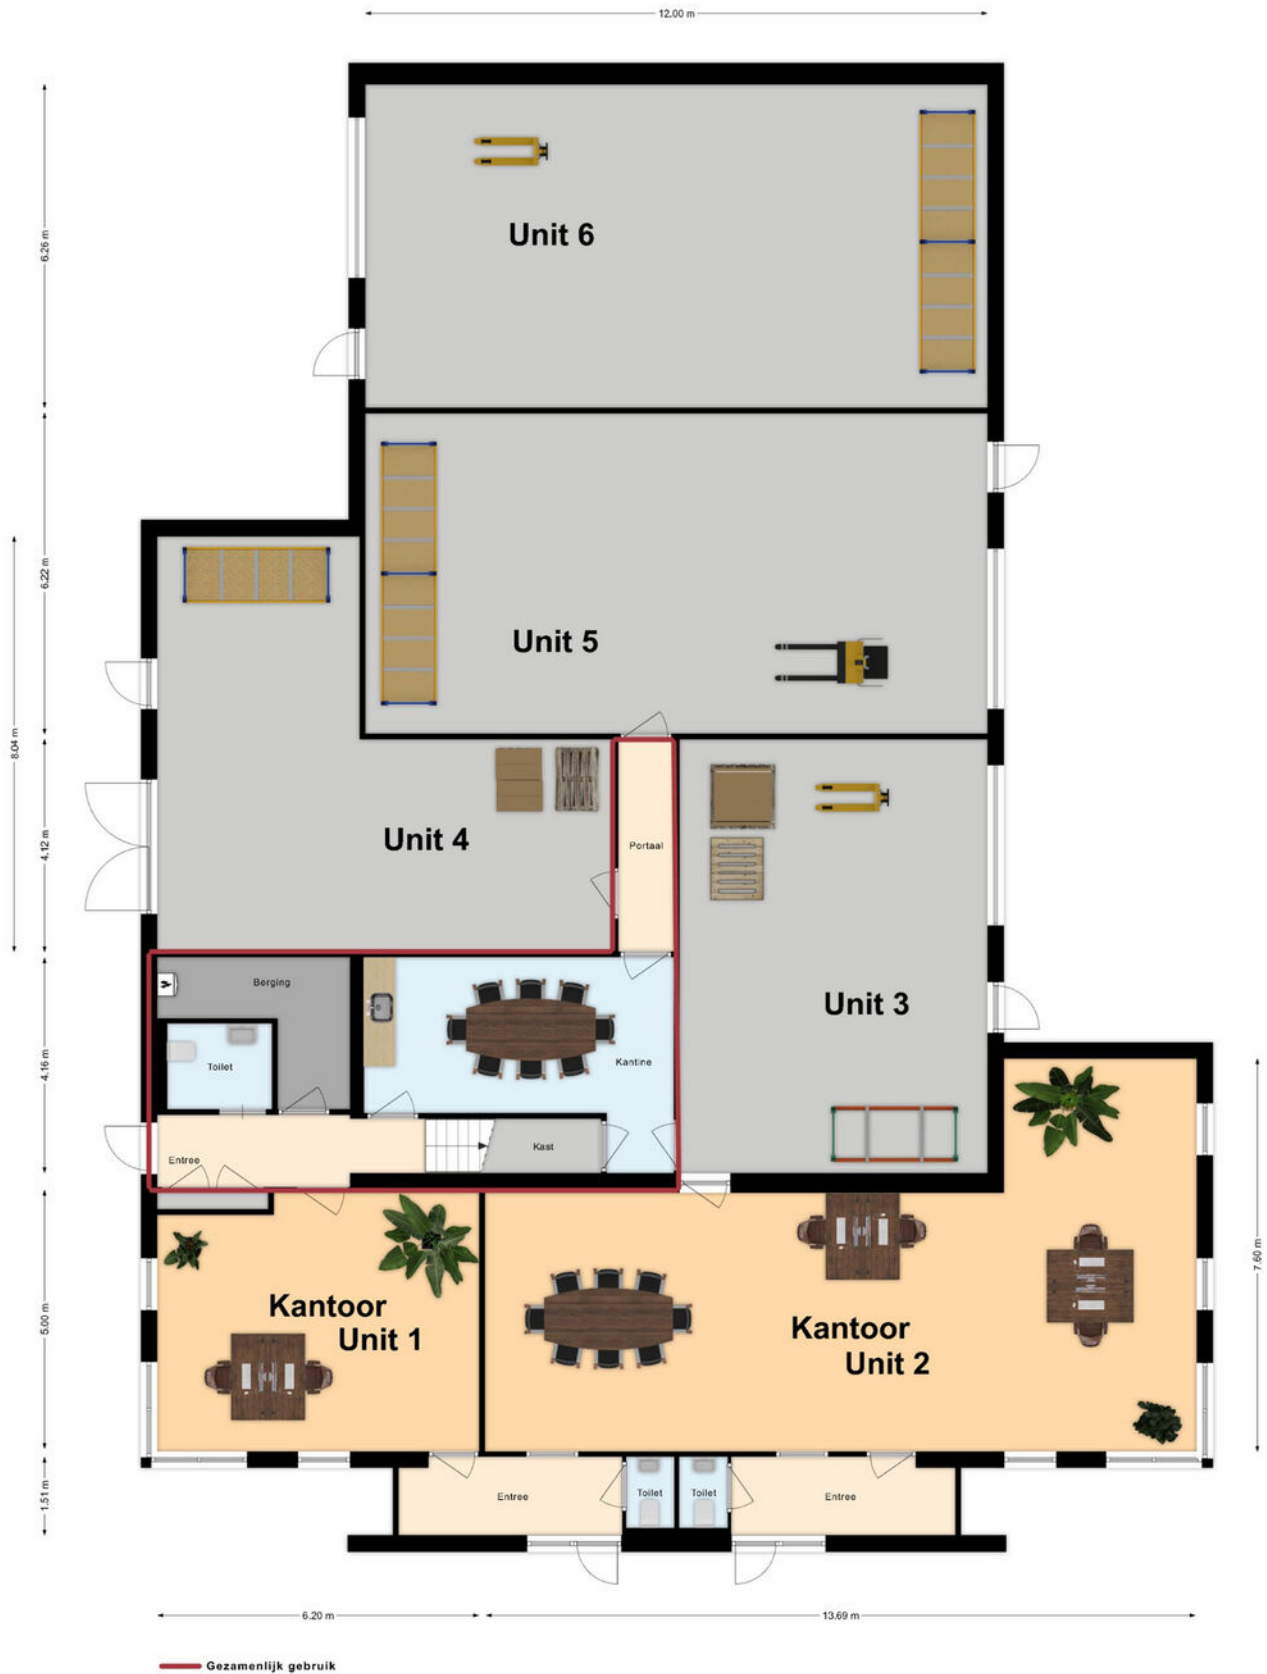 12.00 m
6.26 m
Unit 6
6.22 m
Unit 5
8.04 m
4.12 m
Unit 4
Portaal
Unit 3
4.16 m
Berging
Toilet
Kantine
Entree
Kast
Kantoor
Unit 1
Kantoor
Unit 2
5.00 m
7.60 m
1.51 m
Entree
Toilet
Toilet
Entree
6.20 m
13.69 m
Gezamenlijk gebruik